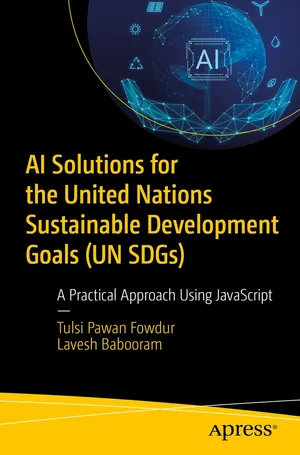 AI
AI Solutions for
the United Nations
Sustainable Development
Goals (UN SDGs)
A Practical Approach Using JavaScript
—
Tulsi Pawan Fowdur
Lavesh Babooram
Apress®